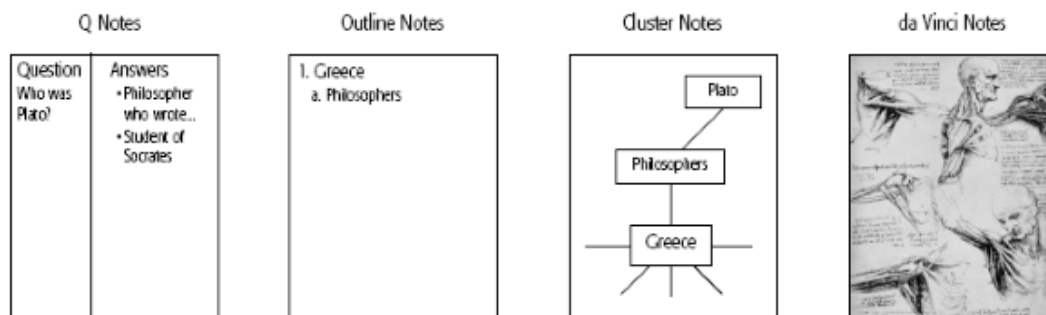 Q Notes
Question
Who was
Plato?
Answers
• Philosopher
who wrote...
• Student of
Socrates
Outline Notes
1. Greece
a. Philosophers
Cluster Notes
Plato
Philosophers
Greece
da Vinci Notes